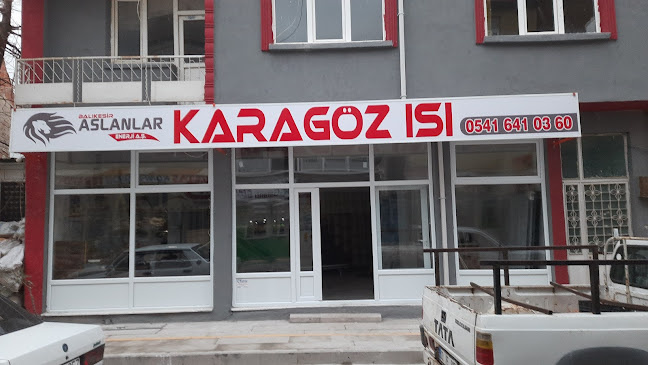 BALIKESİR
ASLANLAR
ENERJİ A.Ş.
KARAGÖZ ISI
0541 641 03 60
TATA